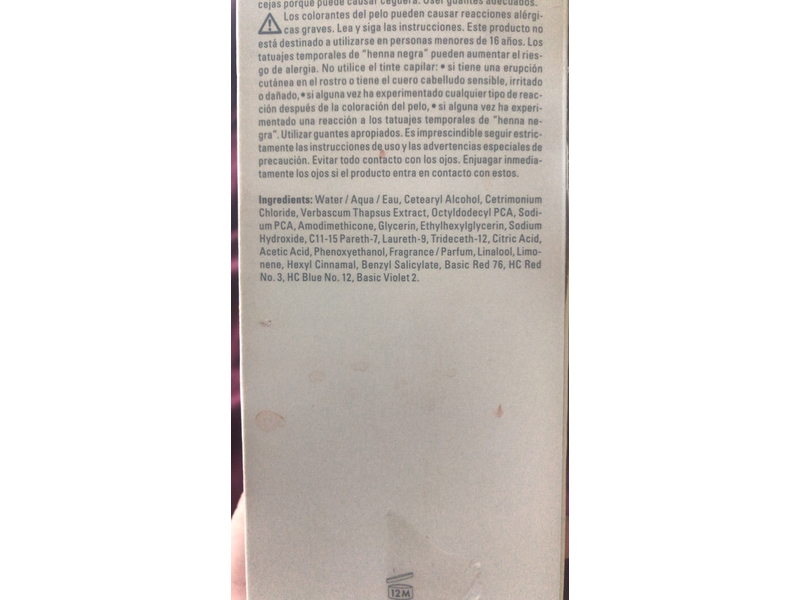 cejas porque puede causar ceguera. Usar guantes adecuados.
Los colorantes del pelo pueden causar reacciones alérgi-
cas graves. Lea y siga las instrucciones. Este producto no
está destinado a utilizarse en personas menores de 16 años. Los
tatuajes temporales de "henna negra" pueden aumentar el ries-
go de alergia. No utilice el tinte capilar: • si tiene una erupción
cutánea en el rostro o tiene el cuero cabelludo sensible, irritado
o dañado, • si alguna vez ha experimentado cualquier tipo de reac-
ción después de la coloración del pelo, • si alguna vez ha experi-
mentado una reacción a los tatuajes temporales de "henna ne-
gra". Utilizar guantes apropiados. Es imprescindible seguir estric-
tamente las instrucciones de uso y las advertencias especiales de
precaución. Evitar todo contacto con los ojos. Enjuagar inmedia-
tamente los ojos si el producto entra en contacto con estos.
Ingredients: Water / Aqua / Eau, Cetearyl Alcohol, Cetrimonium
Chloride, Verbascum Thapsus Extract, Octyldodecyl PCA, Sodi-
um PCA, Amodimethicone, Glycerin, Ethylhexylglycerin, Sodium
Hydroxide, C11-15 Pareth-7, Laureth-9, Trideceth-12, Citric Acid,
Acetic Acid, Phenoxyethanol, Fragrance / Parfum, Linalool, Limo-
nene, Hexyl Cinnamal, Benzyl Salicylate, Basic Red 76, HC Red
No. 3, HC Blue No. 12, Basic Violet 2.
12M